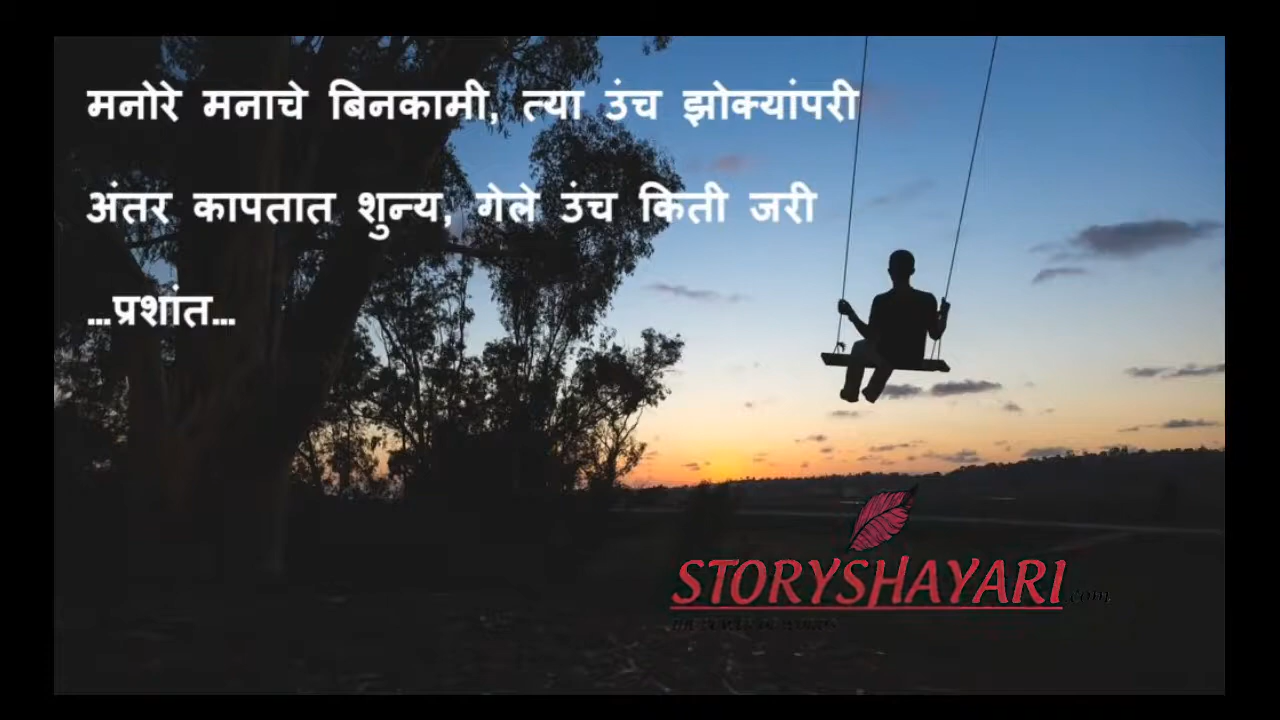 मनोरे मनाचे बिनकामी, त्या उंच झोक्यांपरी
अंतर कापतात शुन्य, गेले उंच किती जरी
...प्रशांत...
STORYSHAYARI.com